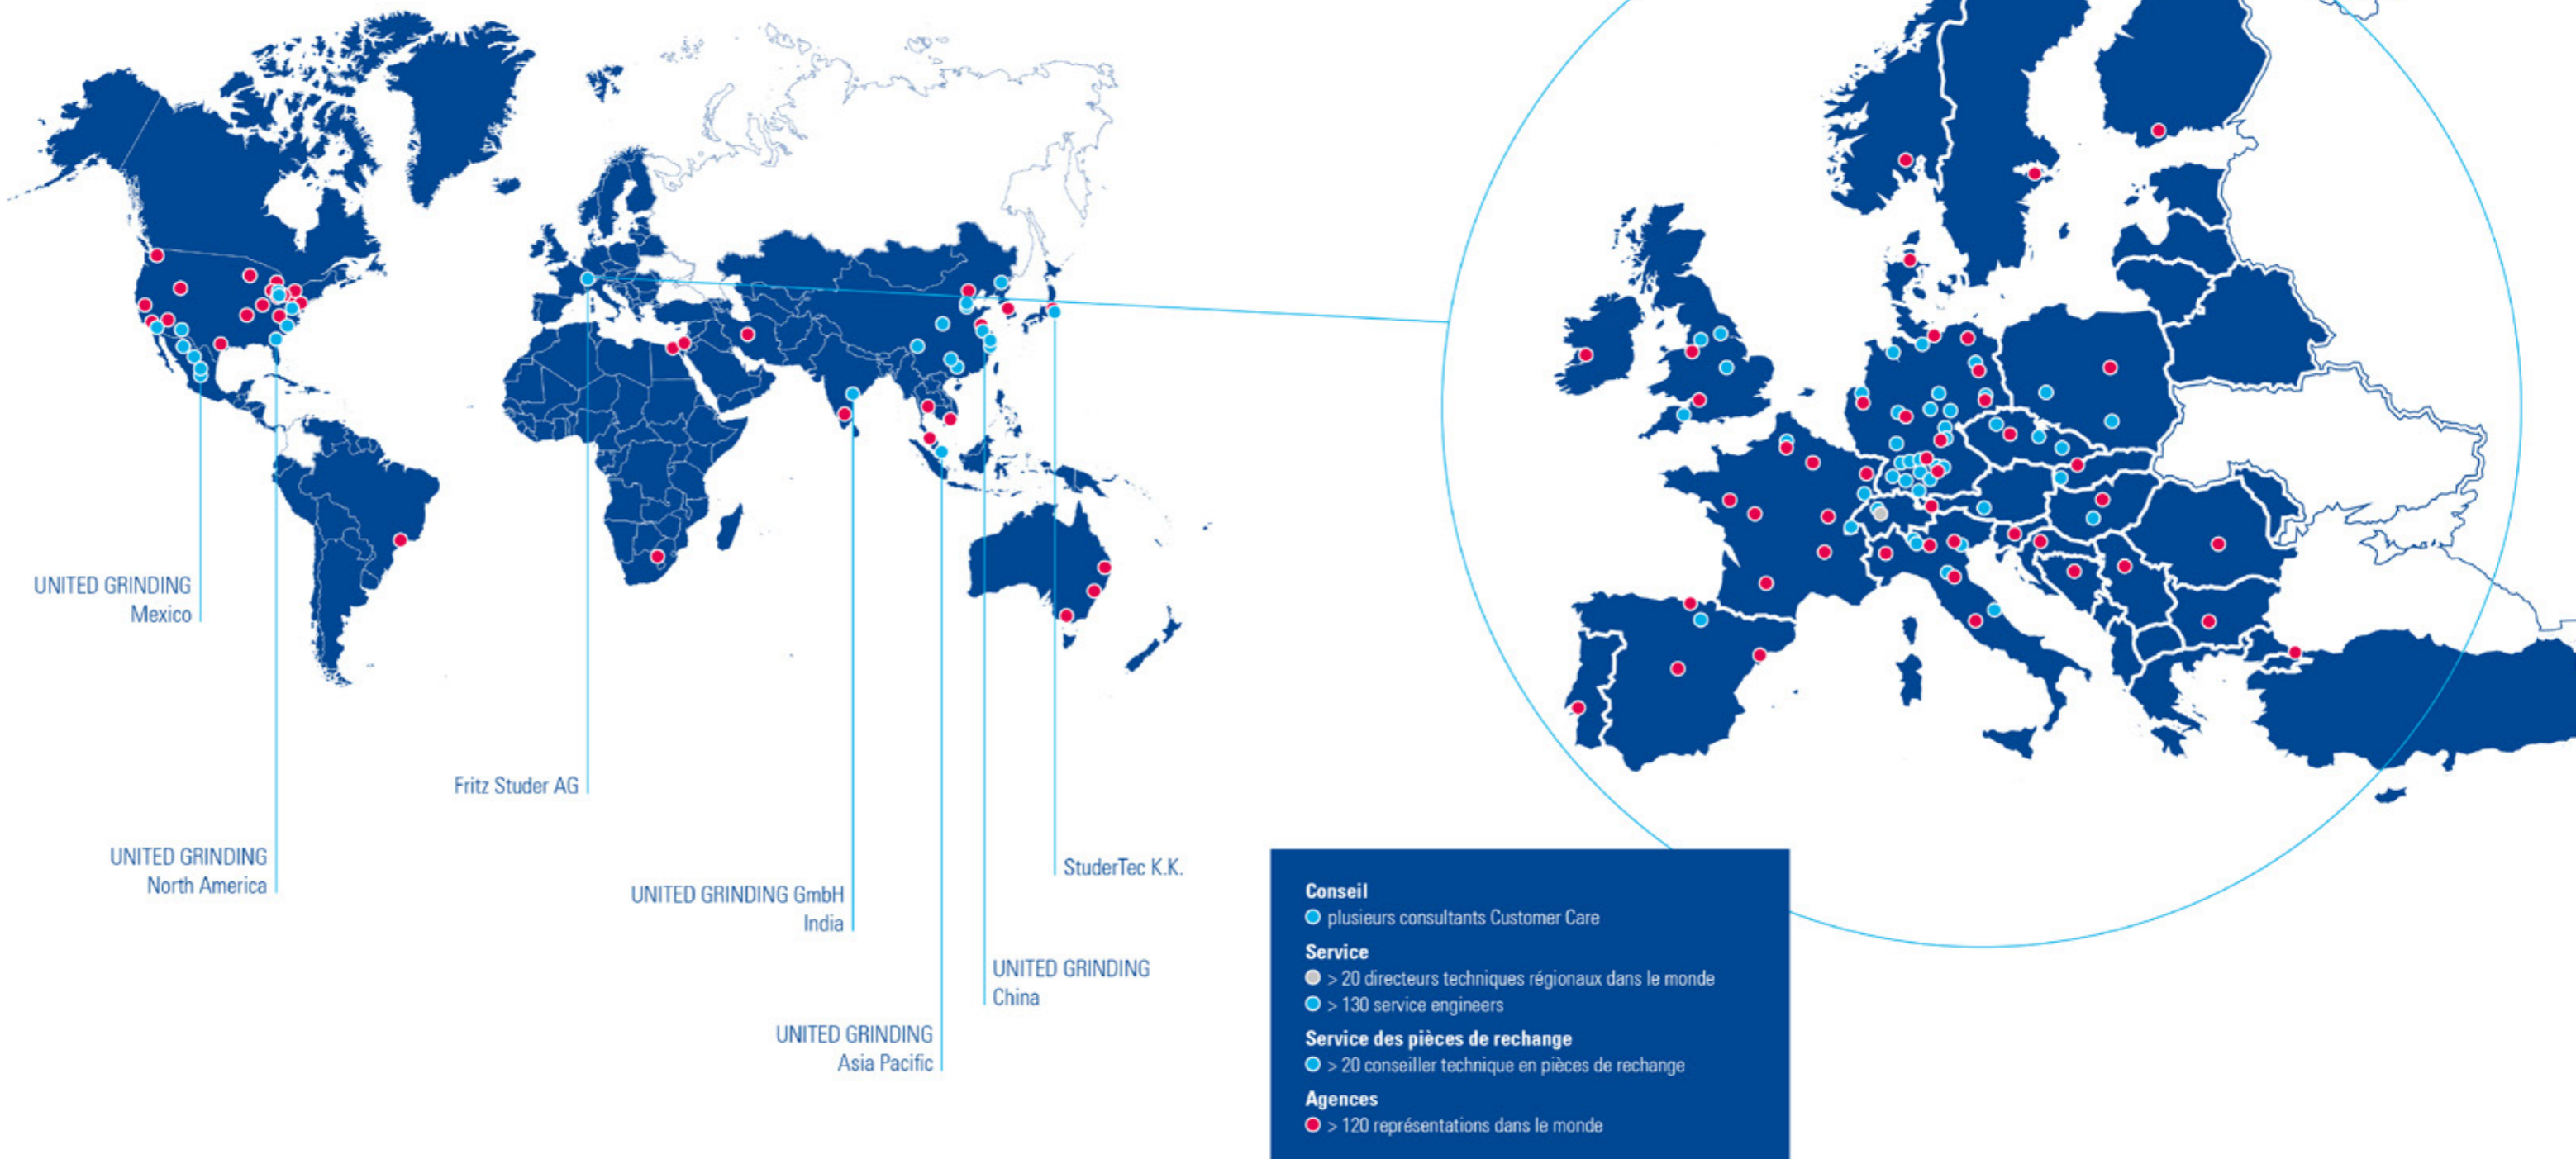 UNITED GRINDING
Mexico
UNITED GRINDING
North America
Fritz Studer AG
UNITED GRINDING GmbH
India
UNITED GRINDING
Asia Pacific
UNITED GRINDING
China
StuderTec K.K.
Conseil
plusieurs consultants Customer Care
Service
> 20 directeurs techniques régionaux dans le monde
> 130 service engineers
Service des pièces de rechange
> 20 conseiller technique en pièces de rechange
Agences
> 120 représentations dans le monde